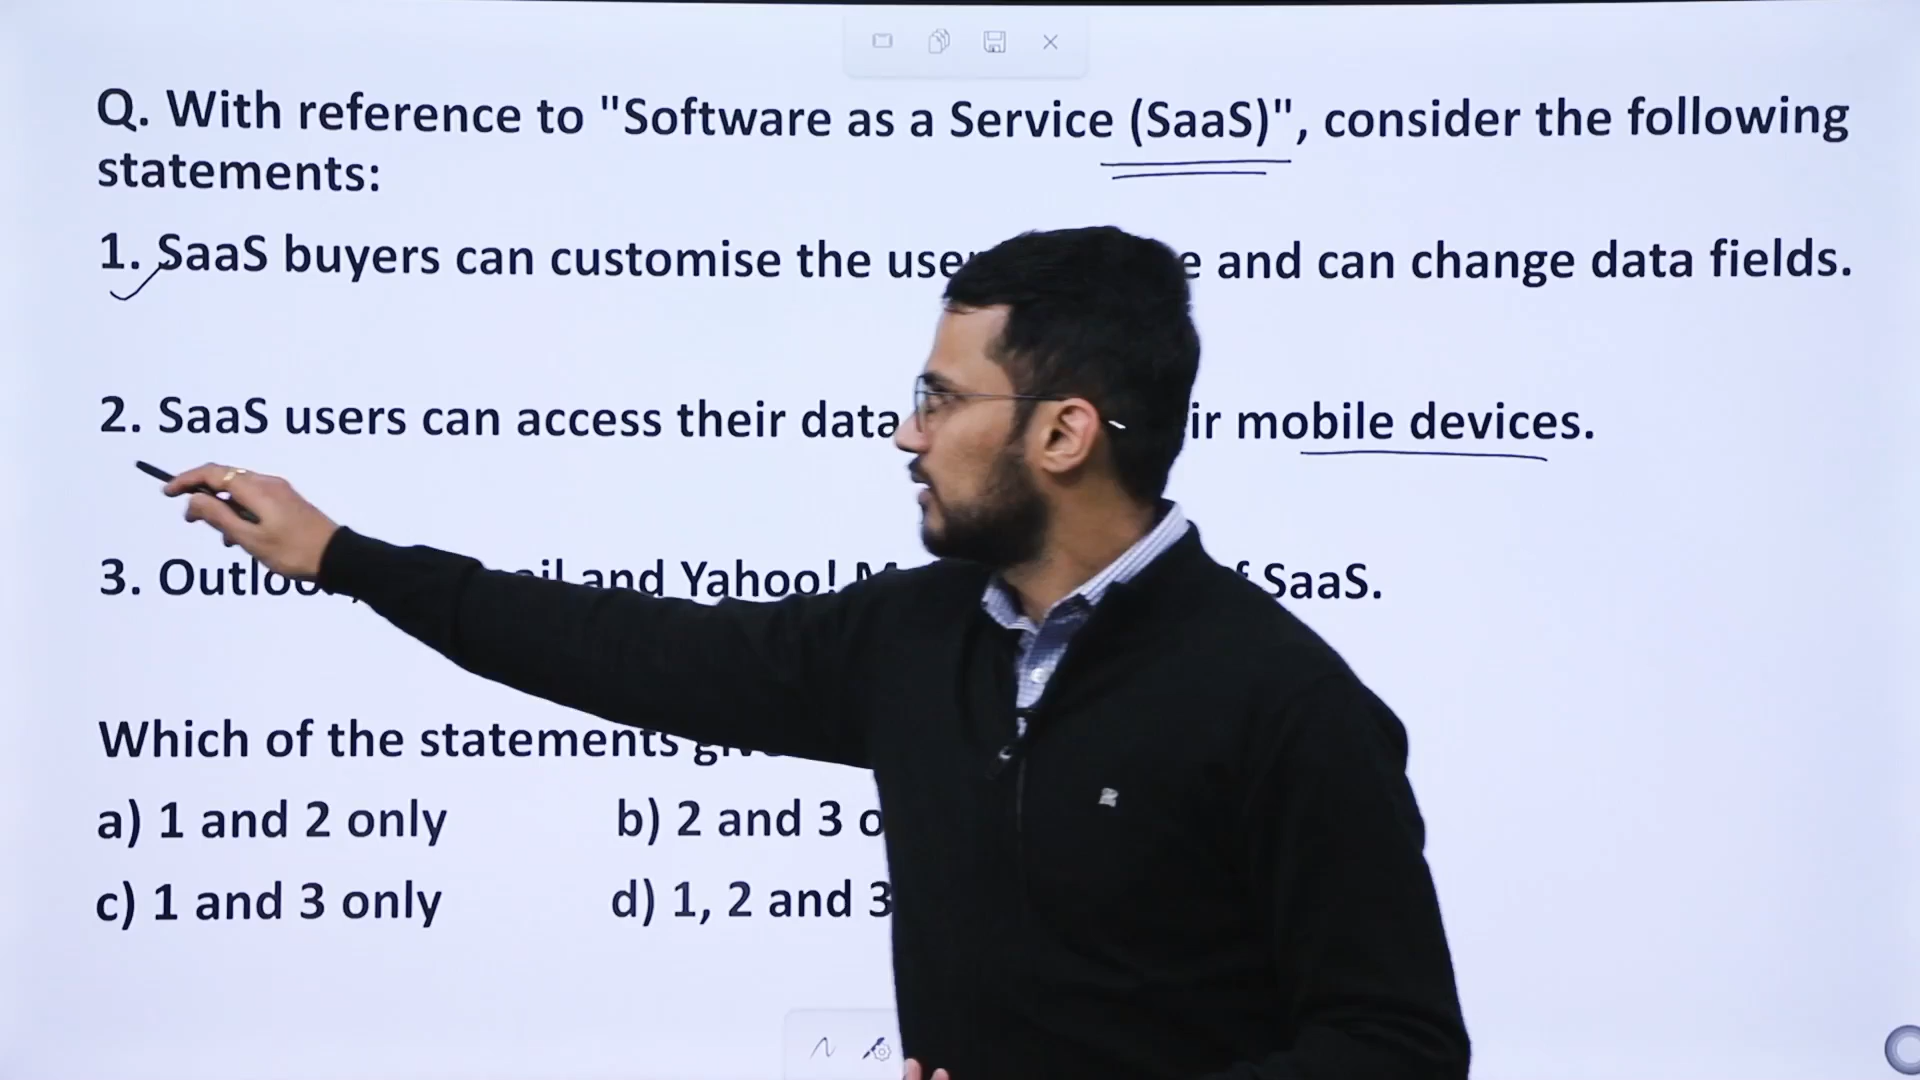 Q. With reference to "Software as a Service (SaaS)", consider the following
statements:
1. SaaS buyers can customise the use and can change data fields.
2. SaaS users can access their data mobile devices.
3. and Yahoo! SaaS.
Which of the statements
a) 1 and 2 only b) 2 and 3
c) 1 and 3 only d) 1, 2 and 3